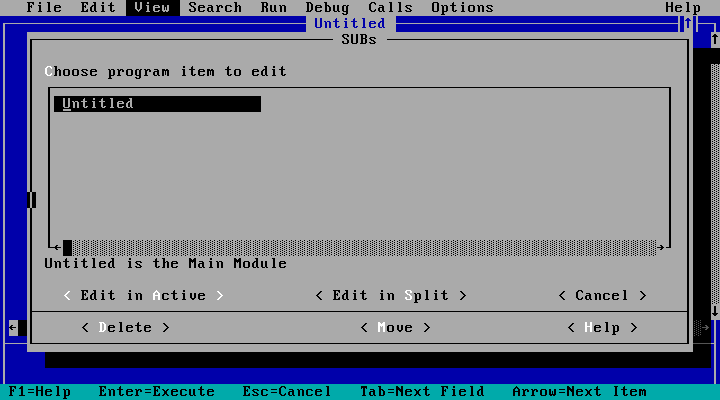 File Edit View Search Run Debug Calls Options Help
Untitled
SUBs
Choose program item to edit
Untitled
Untitled is the Main Module
< Edit in Active > < Edit in Split > < Cancel >
< Delete > < Move > < Help >
F1=Help Enter=Execute Esc=Cancel Tab=Next Field Arrow=Next Item